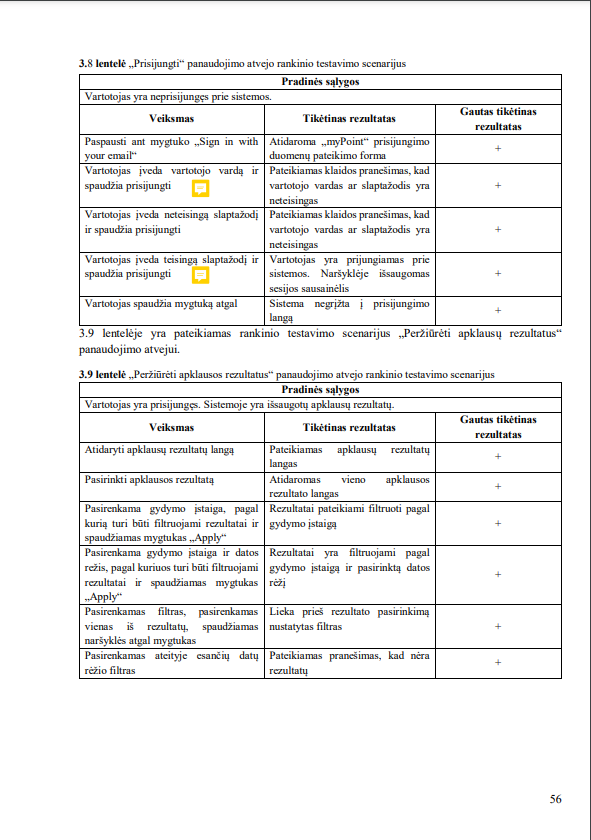 3.8 lentelė „Prisijungti“ panaudojimo atvejo rankinio testavimo scenarijus
Pradinės sąlygos
Vartotojas yra neprisijungęs prie sistemos.
Veiksmas
Tikėtinas rezultatas
Gautas tikėtinas
rezultatas
Paspausti ant mygtuko „Sign in with
your email“
Atidaroma „myPoint“ prisijungimo
duomenų pateikimo forma
+
Vartotojas įveda vartotojo vardą ir
spaudžia prisijungti
Pateikiamas klaidos pranešimas, kad
vartotojo vardas ar slaptažodis yra
neteisingas
+
Vartotojas įveda neteisingą slaptažodį
ir spaudžia prisijungti
Pateikiamas klaidos pranešimas, kad
vartotojo vardas ar slaptažodis yra
neteisingas
+
Vartotojas įveda teisingą slaptažodį ir
spaudžia prisijungti
Vartotojas yra prijungiamas prie
sistemos. Naršyklėje išsaugomas
sesijos sausainėlis
+
Vartotojas spaudžia mygtuką atgal
Sistema negrįžta į prisijungimo
langą
+
3.9 lentelėje yra pateikiamas rankinio testavimo scenarijus „Peržiūrėti apklausų rezultatus“
panaudojimo atvejui.
3.9 lentelė „Peržiūrėti apklausos rezultatus“ panaudojimo atvejo rankinio testavimo scenarijus
Pradinės sąlygos
Vartotojas yra prisijungęs. Sistemoje yra išsaugotų apklausų rezultatų.
Veiksmas
Tikėtinas rezultatas
Gautas tikėtinas
rezultatas
Atidaryti apklausų rezultatų langą
Pateikiamas apklausų rezultatų
langas
+
Pasirinkti apklausos rezultatą
Atidaromas vieno apklausos
rezultato langas
+
Pasirenkama gydymo įstaiga, pagal
kurią turi būti filtruojami rezultatai ir
spaudžiamas mygtukas „Apply“
Rezultatai pateikiami filtruoti pagal
gydymo įstaigą
+
Pasirenkama gydymo įstaiga ir datos
režis, pagal kuriuos turi būti filtruojami
rezultatai ir spaudžiamas mygtukas
„Apply“
Rezultatai yra filtruojami pagal
gydymo įstaigą ir pasirinktą datos
rėžį
+
Pasirenkamas filtras, pasirenkamas
vienas iš rezultatų, spaudžiamas
naršyklės atgal mygtukas
Lieka prieš rezultato pasirinkimą
nustatytas filtras
+
Pasirenkamas ateityje esančių datų
rėžio filtras
Pateikiamas pranešimas, kad nėra
rezultatų
+
56